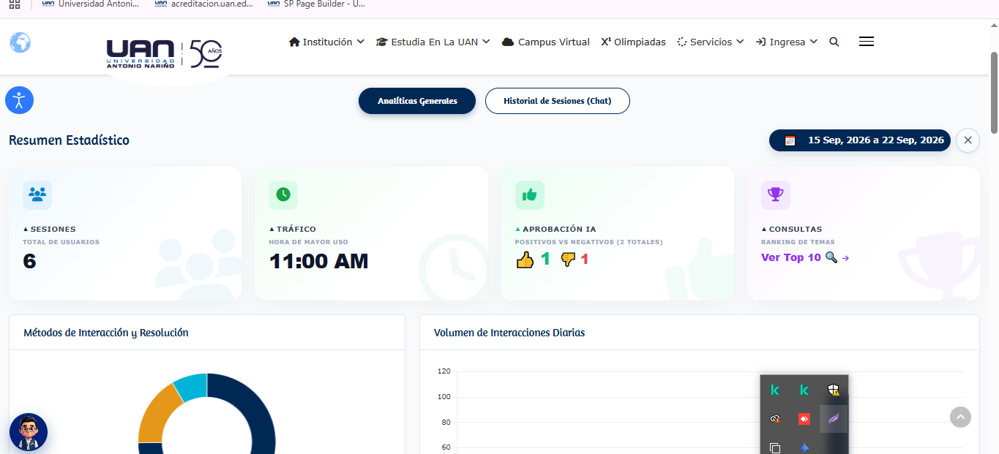 Universidad Antoni...
acreditacion.uan.ed...
SP Page Builder - U...
UAN
UNIVERSIDAD
ANTONIO NARIÑO
50 AÑOS
Institución
Estudia En La UAN
Campus Virtual
X¹ Olimpiadas
Servicios
Ingresa
Analíticas Generales
Historial de Sesiones (Chat)
Resumen Estadístico
15 Sep, 2026 a 22 Sep, 2026
▲ SESIONES
TOTAL DE USUARIOS
6
▲ TRÁFICO
HORA DE MAYOR USO
11:00 AM
▲ APROBACIÓN IA
POSITIVOS VS NEGATIVOS (2 TOTALES)
👍 1 👎 1
▲ CONSULTAS
RANKING DE TEMAS
Ver Top 10 🔍 →
Métodos de Interacción y Resolución
Volumen de Interacciones Diarias
120
100
80
60